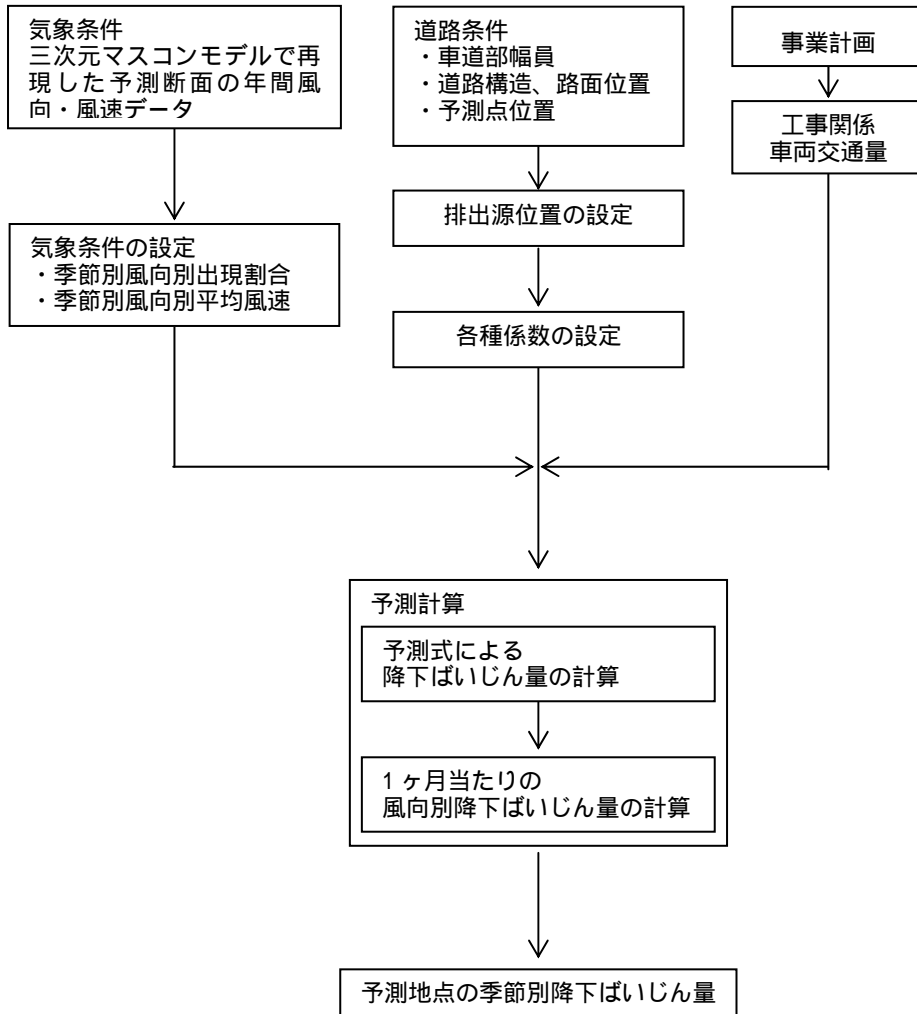 気象条件
三次元マスコンモデルで再
現した予測断面の年間風
向・風速データ
道路条件
・車道部幅員
・道路構造、路面位置
・予測点位置
事業計画
工事関係
車両交通量
排出源位置の設定
気象条件の設定
・季節別風向別出現割合
・季節別風向別平均風速
各種係数の設定
予測計算
予測式による
降下ばいじん量の計算
1ヶ月当たりの
風向別降下ばいじん量の計算
予測地点の季節別降下ばいじん量